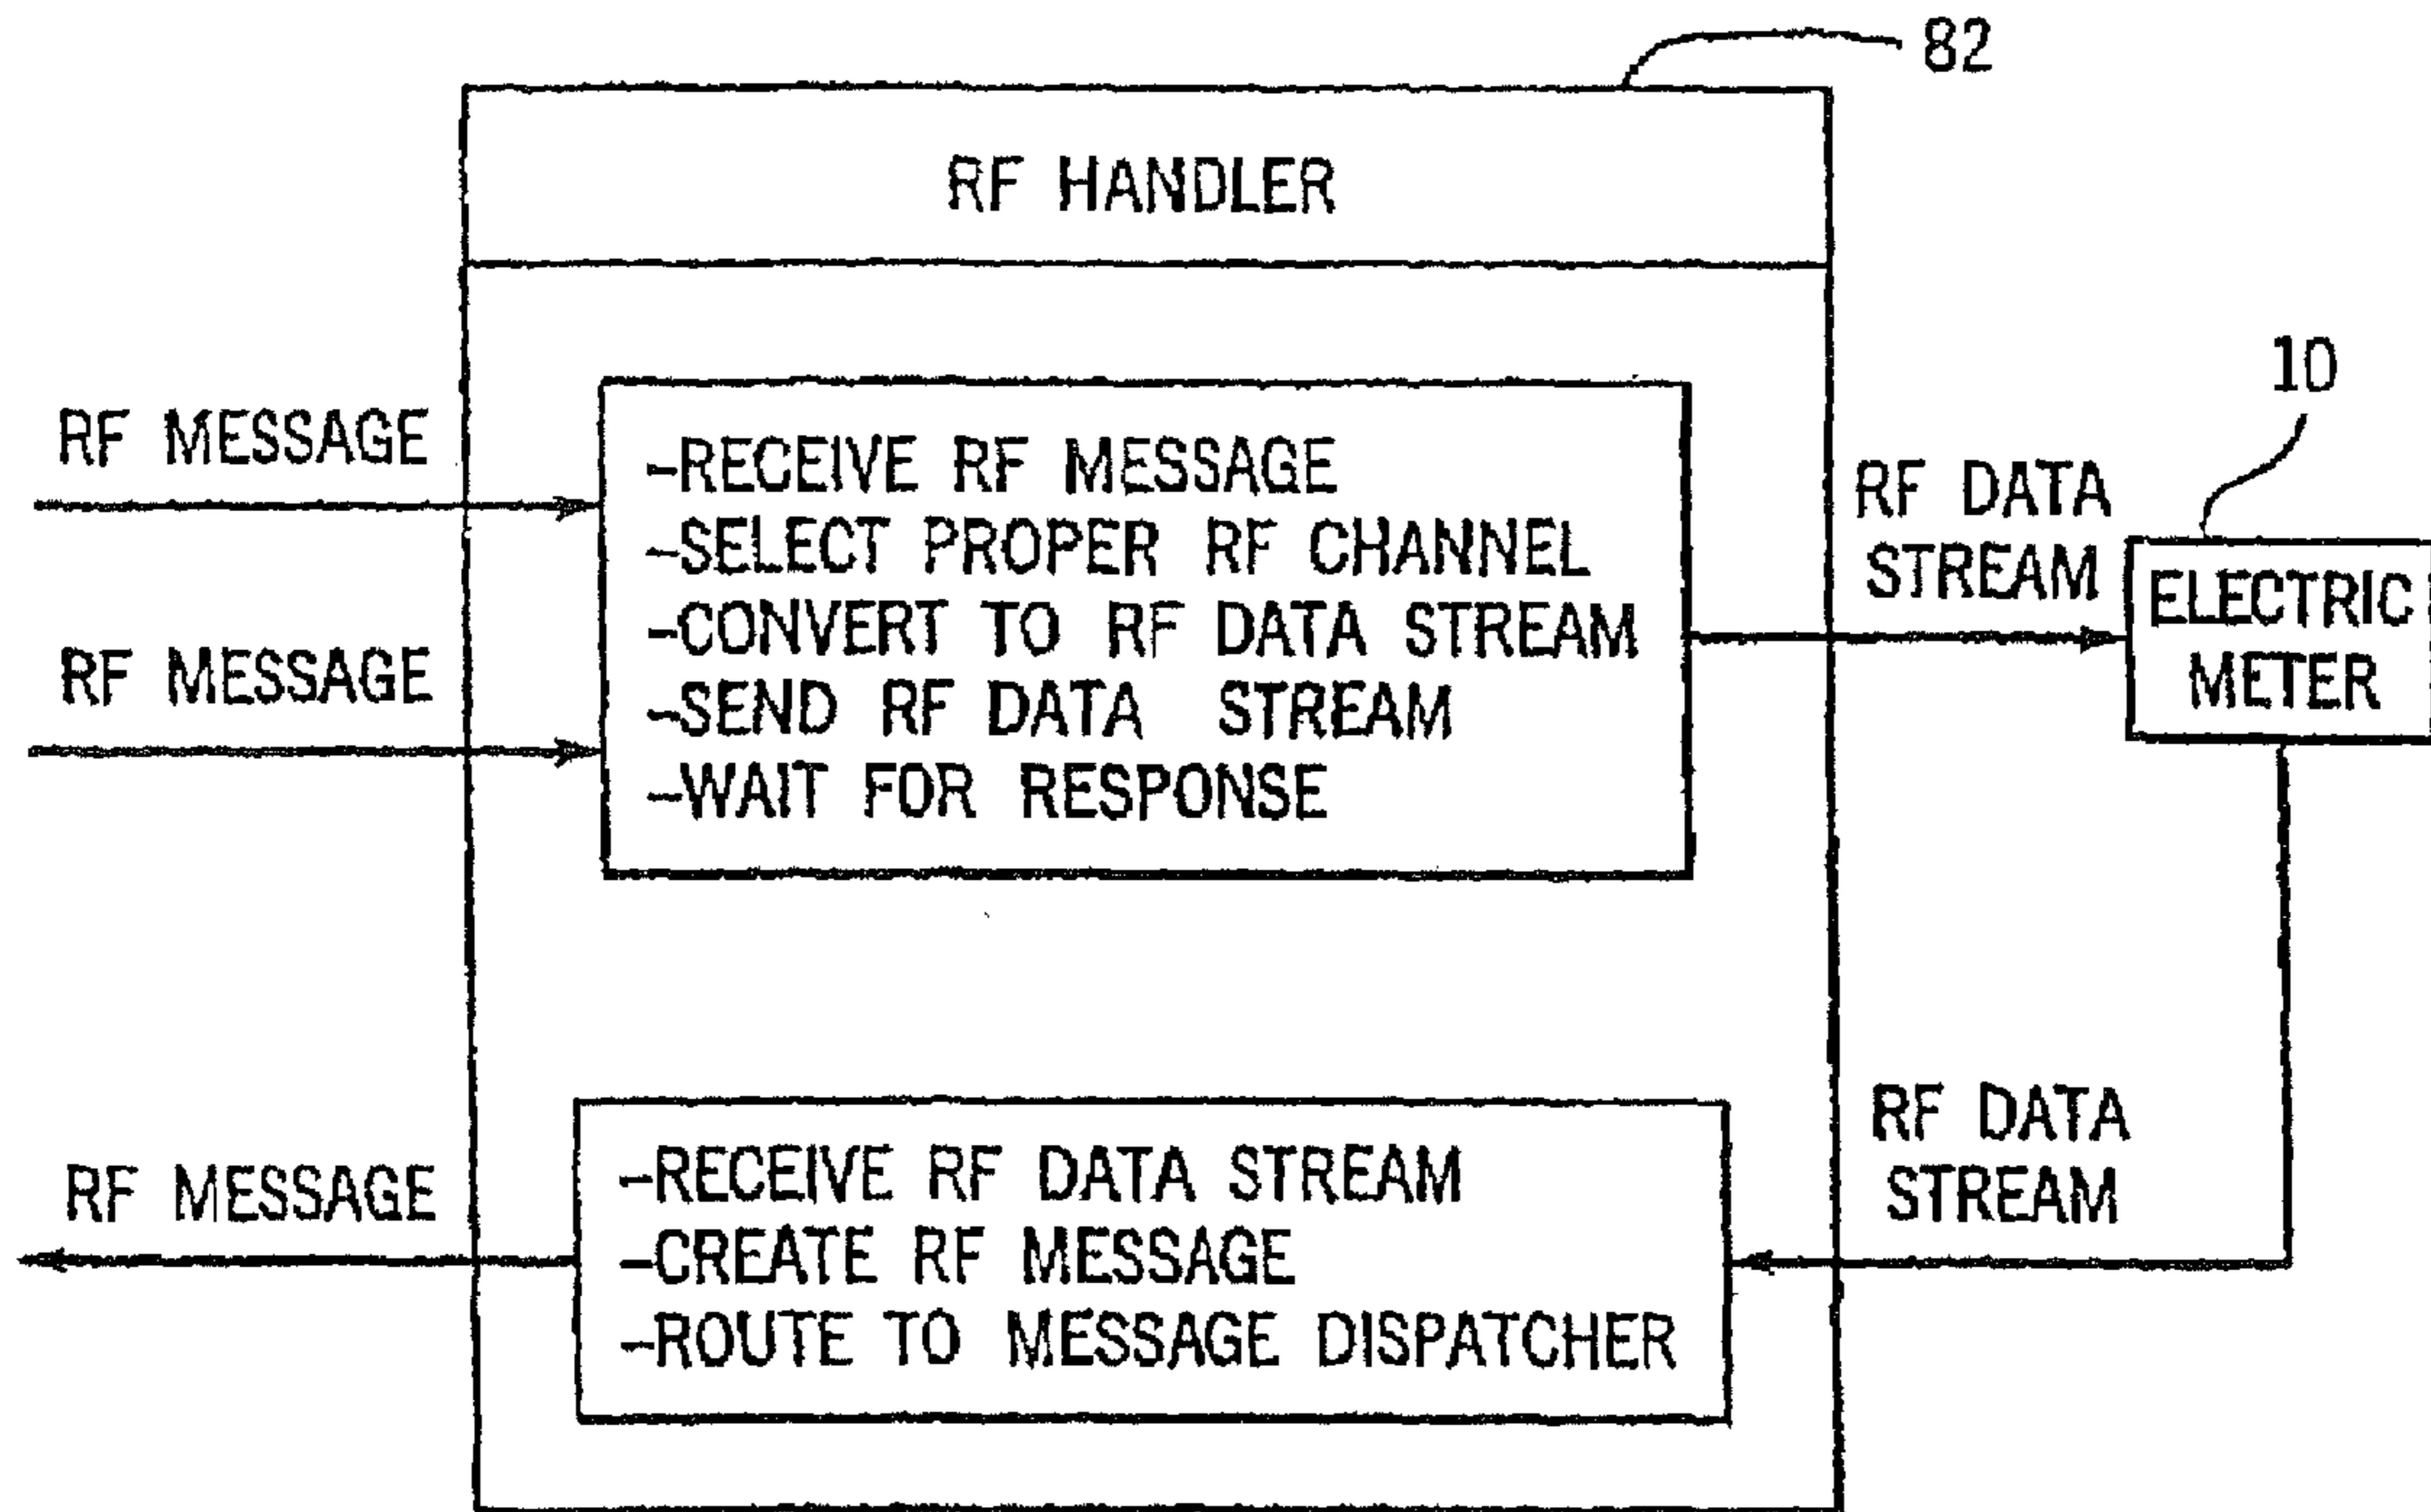 82
RF HANDLER
10
RF MESSAGE
RF MESSAGE
-RECEIVE RF MESSAGE
-SELECT PROPER RF CHANNEL
-CONVERT TO RF DATA STREAM
-SEND RF DATA STREAM
-WAIT FOR RESPONSE
RF DATA
STREAM
ELECTRIC
METER
RF MESSAGE
-RECEIVE RF DATA STREAM
-CREATE RF MESSAGE
-ROUTE TO MESSAGE DISPATCHER
RF DATA
STREAM